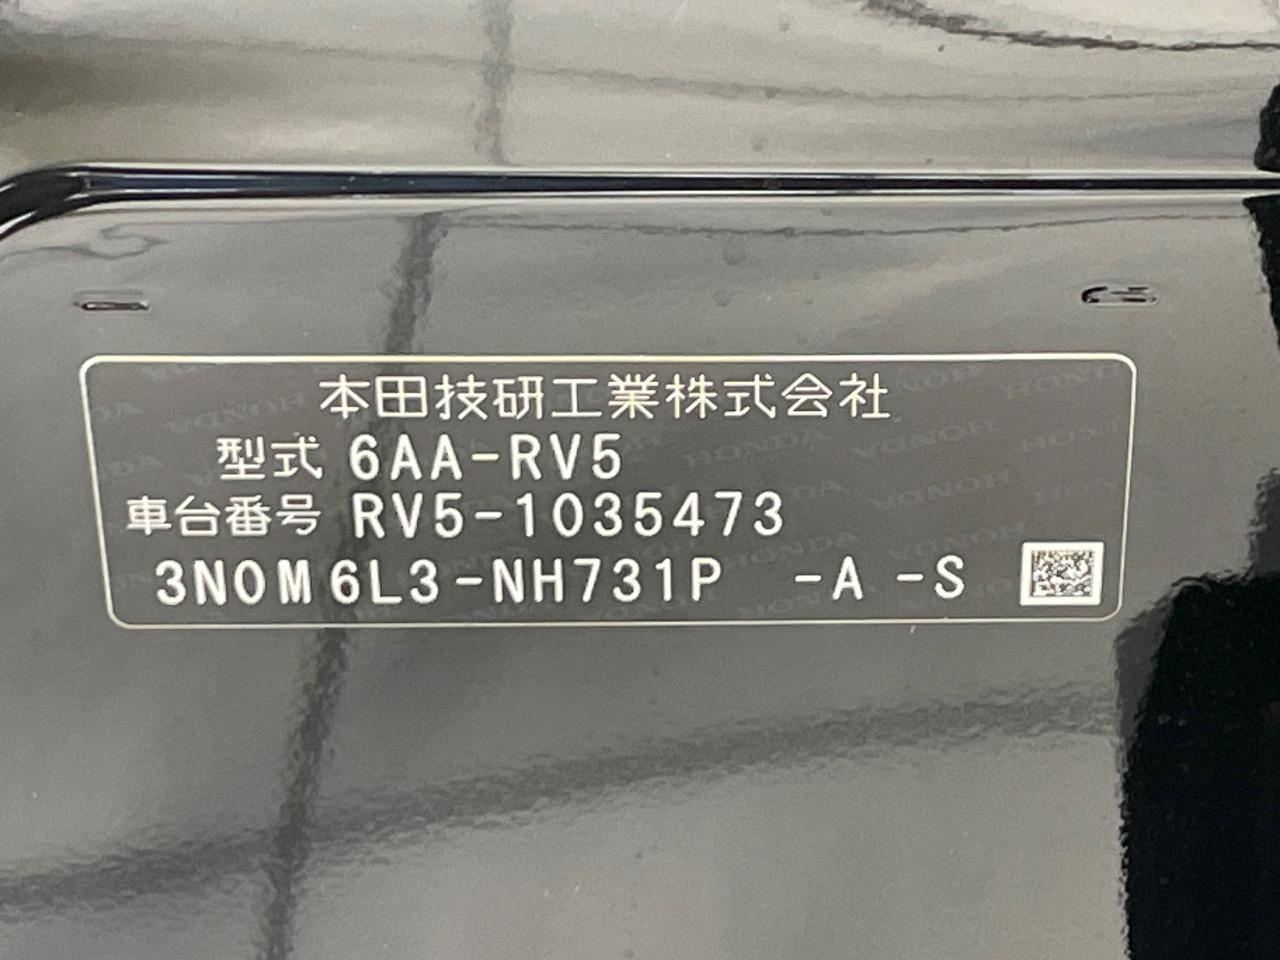 本田技研工業株式会社
型式 6AA-RV5
車台番号 RV5-1035473
3N0M6L3-NH731P -A -S